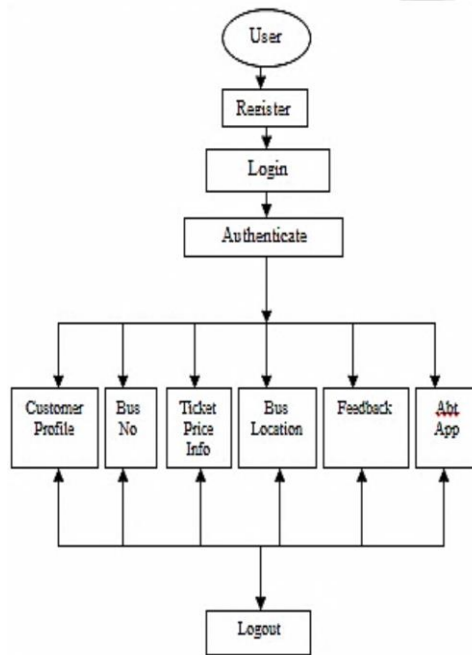 User
Register
Login
Authenticate
Customer
Profile
Bus
No
Ticket
Price
Info
Bus
Location
Feedback
Abt
App
Logout